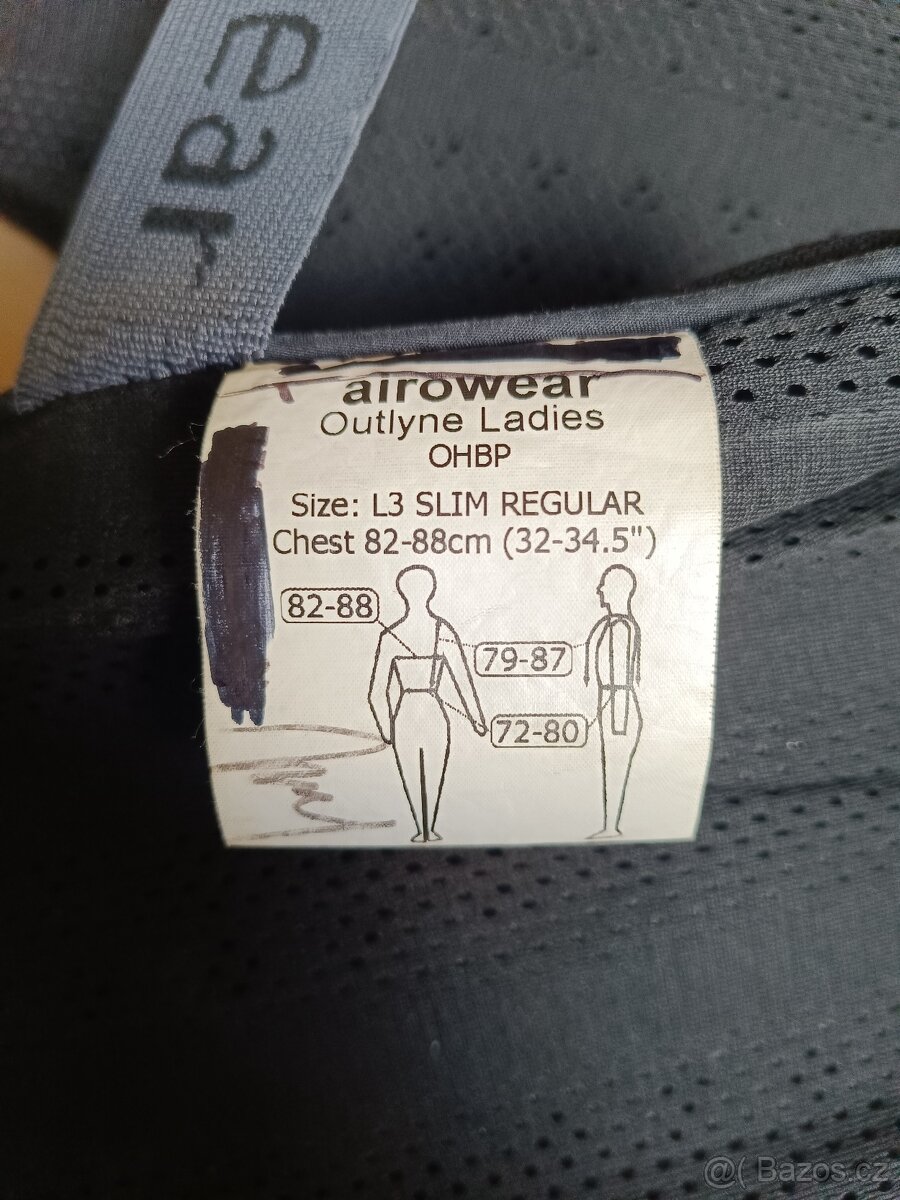 ear
airowear
Outlyne Ladies
OHBP
Size: L3 SLIM REGULAR
Chest 82-88cm (32-34.5")
82-88
79-87
72-80
@( Bazos.cz